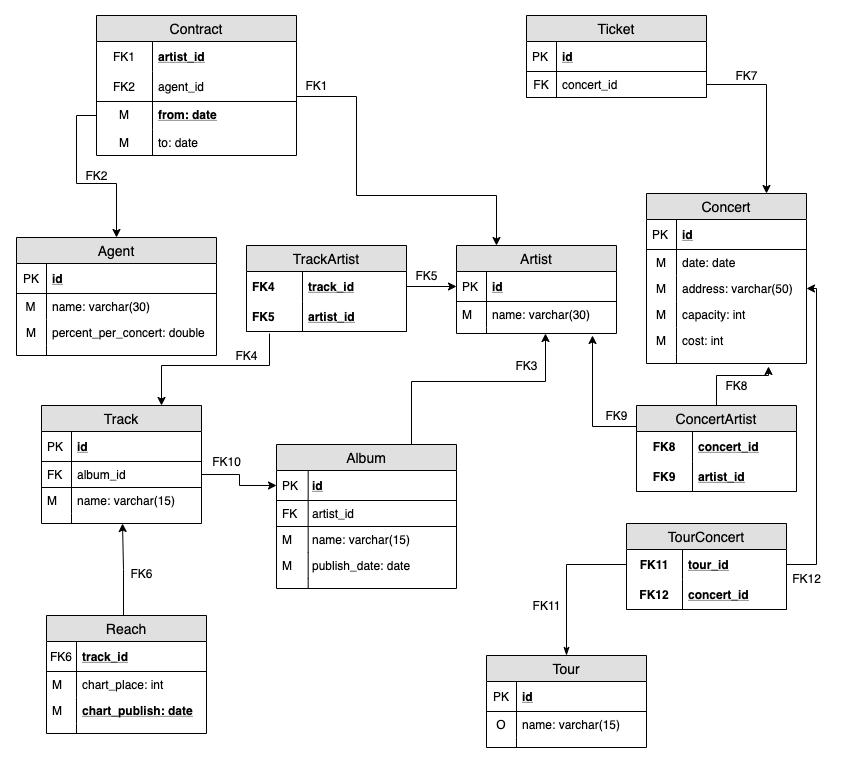 Contract
FK1 artist_id
FK2 agent_id
M from: date
M to: date
FK1
FK2
Ticket
PK id
FK concert_id
FK7
Concert
PK id
M date: date
M address: varchar(50)
M capacity: int
M cost: int
Agent
PK id
M name: varchar(30)
M percent_per_concert: double
TrackArtist
FK4 track_id
FK5 artist_id
FK5
FK4
Artist
PK id
M name: varchar(30)
FK3
FK9
FK8
Track
PK id
FK album_id
M name: varchar(15)
FK10
Album
PK id
FK artist_id
M name: varchar(15)
M publish_date: date
ConcertArtist
FK8 concert_id
FK9 artist_id
TourConcert
FK11 tour_id
FK12 concert_id
FK12
FK11
FK6
Reach
FK6 track_id
M chart_place: int
M chart_publish: date
Tour
PK id
O name: varchar(15)